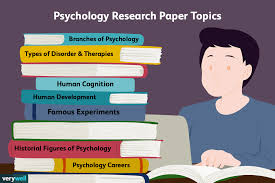 Psychology Research Paper Topics
Branches of Psychology
Types of Disorder & Therapies
Human Cognition
Human Development
Famous Experiments
Historical Figures of Psychology
Psychology Careers
verywell